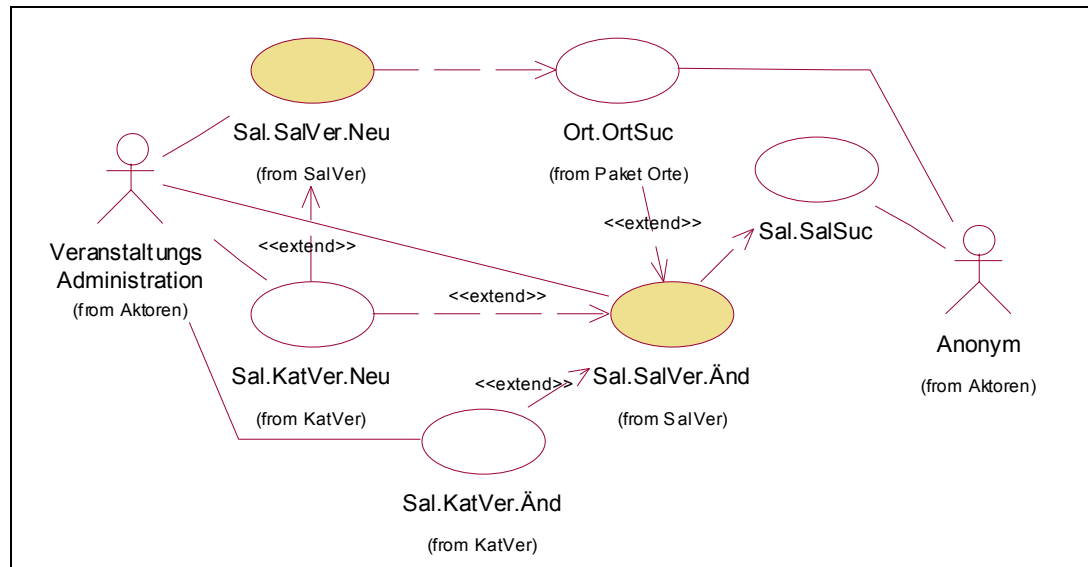 Sal.SalVer.Neu
(from SalVer)
Ort.OrtSuc
(from Paket Orte)
Sal.SalSuc
<<extend>>
<<extend>>
Veranstaltungs
Administration
(from Aktoren)
<<extend>>
Anonym
(from Aktoren)
Sal.KatVer.Neu
(from KatVer)
<<extend>>
Sal.SalVer.Änd
(from SalVer)
Sal.KatVer.Änd
(from KatVer)